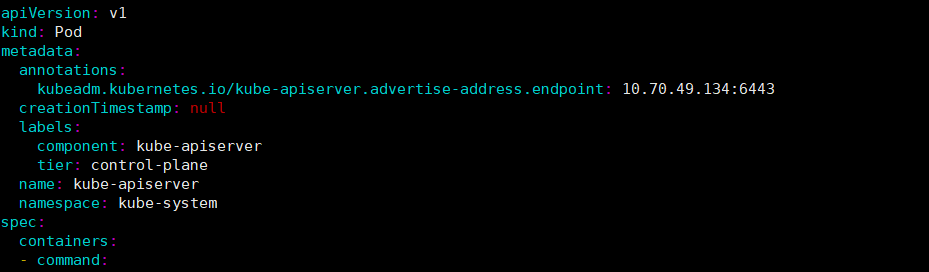 apiVersion: v1
kind: Pod
metadata:
  annotations:
    kubeadm.kubernetes.io/kube-apiserver.advertise-address.endpoint: 10.70.49.134:6443
  creationTimestamp: null
  labels:
    component: kube-apiserver
    tier: control-plane
  name: kube-apiserver
  namespace: kube-system
spec:
  containers:
  - command: